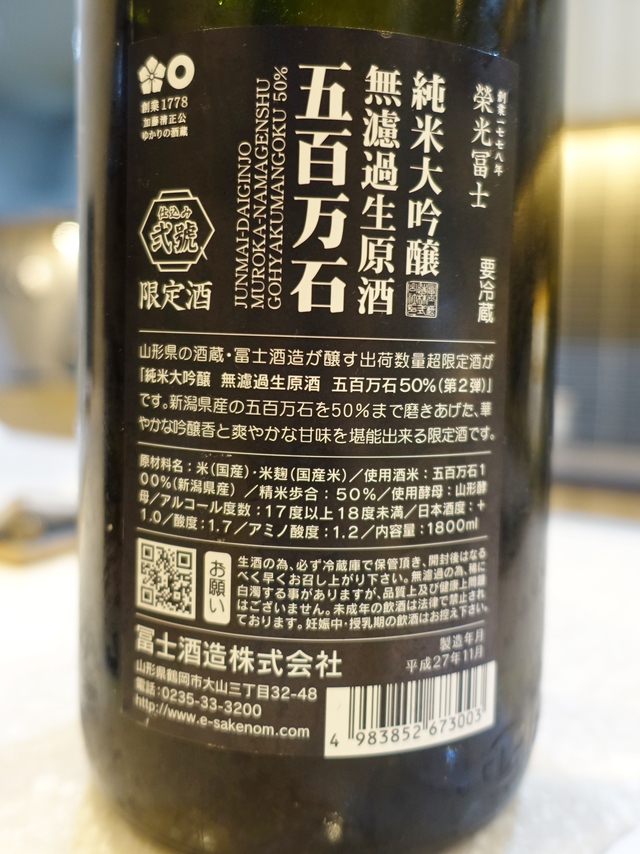 創業一七七八年
榮光冨士
要冷蔵
純米大吟醸
無濾過生原酒
五百万石
JUNMAI-DAIGINJO
MUROKA-NAMAGENSHU
GOHYAKUMANGOKU 50%
創業1778
加藤清正公
ゆかりの酒蔵
仕込み
弐號
限定酒
山形県の酒蔵・冨士酒造が醸す出荷数量超限定酒が
「純米大吟醸 無濾過生原酒 五百万石50%(第2弾)」
です。新潟県産の五百万石を50%まで磨きあげた、華
やかな吟醸香と爽やかな甘味を堪能出来る限定酒です。
原材料名:米(国産)・米麹(国産米)/使用酒米:五百万石1
00%(新潟県産)/精米歩合:50%/使用酵母:山形酵
母/アルコール度数:17度以上18度未満/日本酒度:+
1.0/酸度:1.7/アミノ酸度:1.2/内容量:1800ml
お願い
生酒の為、必ず冷蔵庫で保管頂き、開封後はなる
べく早くお召し上がり下さい。無濾過の為、稀に
白濁する事がありますが、品質上及び健康上問題
はございません。未成年の飲酒は法律で禁止され
ております。妊娠中・授乳期の飲酒はお控え下さい。
冨士酒造株式会社
山形県鶴岡市大山三丁目32-48
電話:0235-33-3200
http://www.e-sakenom.com
製造年月
平成27年11月
4 983852 673003